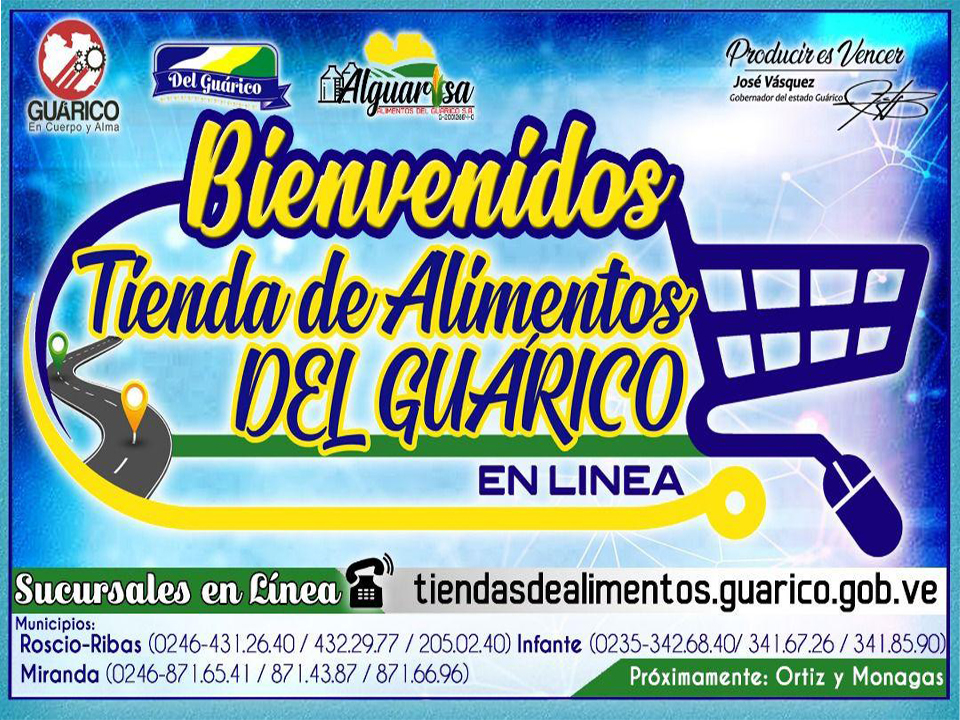 GUÁRICO
En Cuerpo y Alma
Del Guárico
Alguarisa
ALIMENTOS DEL GUÁRICO S.A
Producir es Vencer
José Vásquez
Gobernador del estado Guárico
Bienvenidos
Tienda de Alimentos
DEL GUÁRICO
EN LINEA
Sucursales en Línea tiendasdealimentos.guarico.gob.ve
Municipios:
Roscio-Ribas (0246-431.26.40 / 432.29.77 / 205.02.40) Infante (0235-342.68.40/ 341.67.26 / 341.85.90)
Miranda (0246-871.65.41 / 871.43.87 / 871.66.96)
Próximamente: Ortiz y Monagas